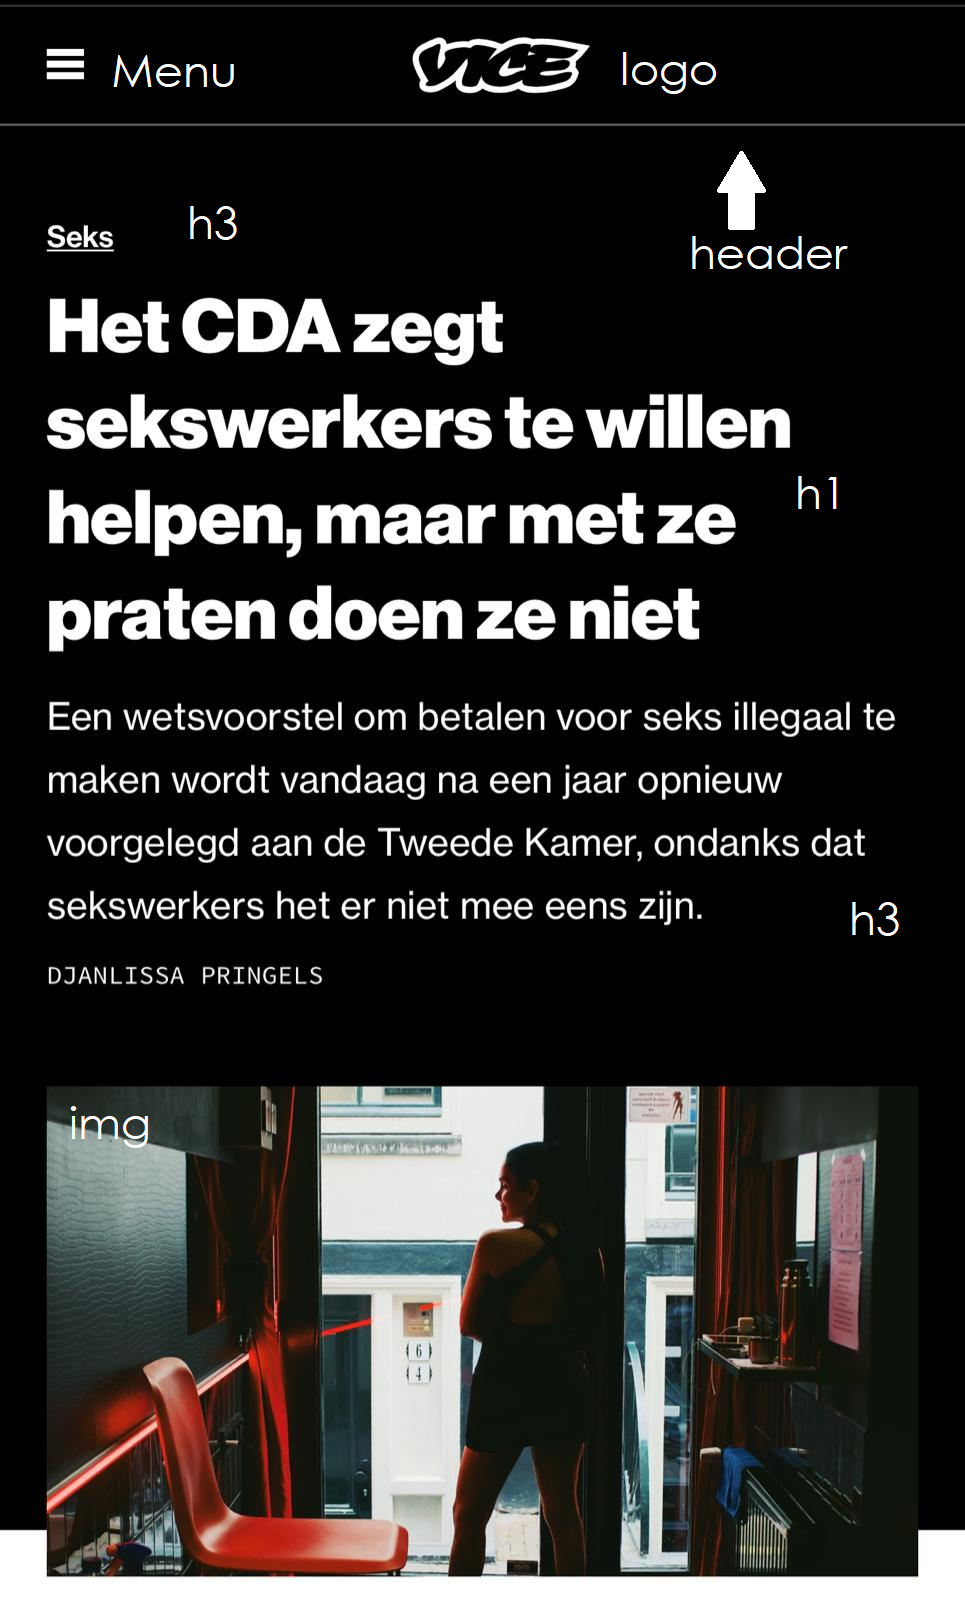 Menu
VICE
logo
header
Seks
h3
Het CDA zegt
sekswerkers te willen
helpen, maar met ze
praten doen ze niet
h1
Een wetsvoorstel om betalen voor seks illegaal te
maken wordt vandaag na een jaar opnieuw
voorgelegd aan de Tweede Kamer, ondanks dat
sekswerkers het er niet mee eens zijn.
h3
DJANLISSA PRINGELS
img
6
4